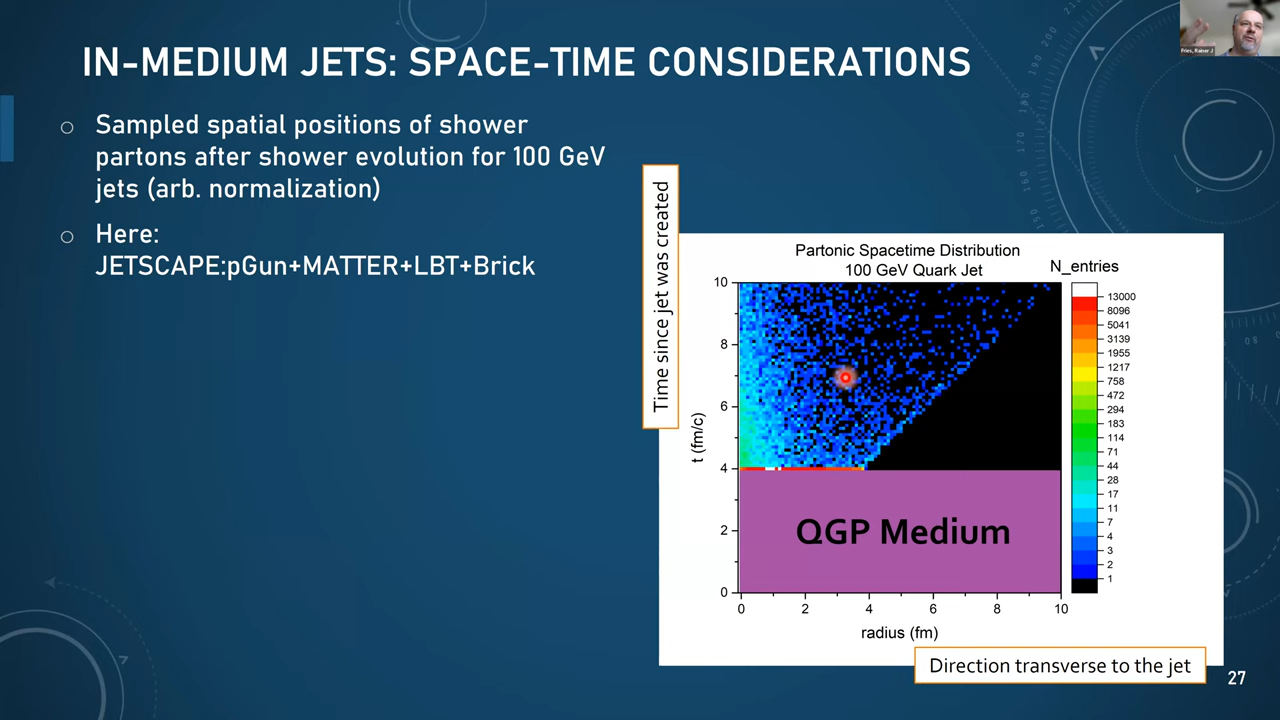 IN-MEDIUM JETS: SPACE-TIME CONSIDERATIONS
Fries, Rainer J
○ Sampled spatial positions of shower
partons after shower evolution for 100 GeV
jets (arb. normalization)
○ Here:
JETSCAPE:pGun+MATTER+LBT+Brick
Time since jet was created
Partonic Spacetime Distribution
100 GeV Quark Jet
N_entries
10
8
6
4
2
0
t (fm/c)
QGP Medium
0 2 4 6 8 10
radius (fm)
13000
8096
5041
3139
1955
1217
758
472
294
183
114
71
44
28
17
11
7
4
3
2
1
Direction transverse to the jet
27